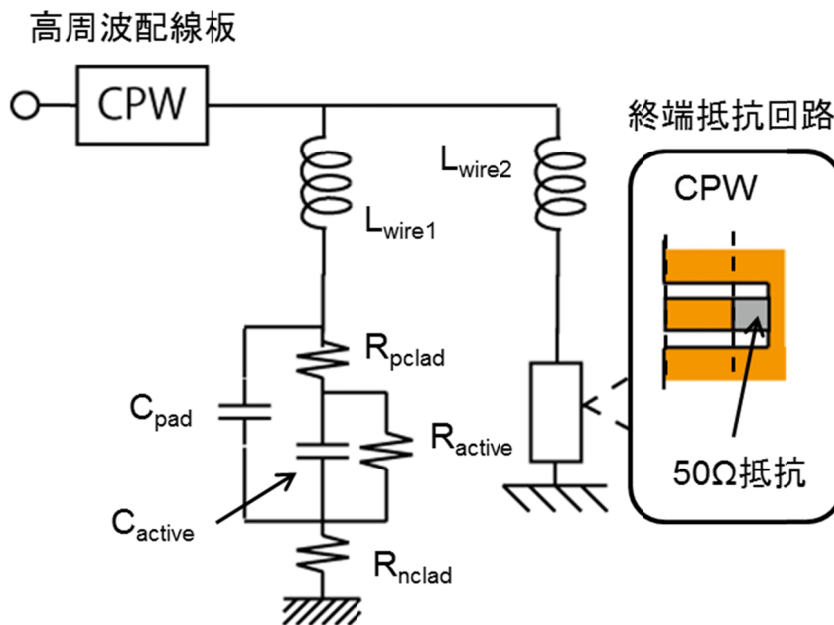 高周波配線板
CPW
終端抵抗回路
Lwire2
CPW
Lwire1
Rpclad
Cpad
Ractive
50Ω抵抗
Cactive
Rnclad